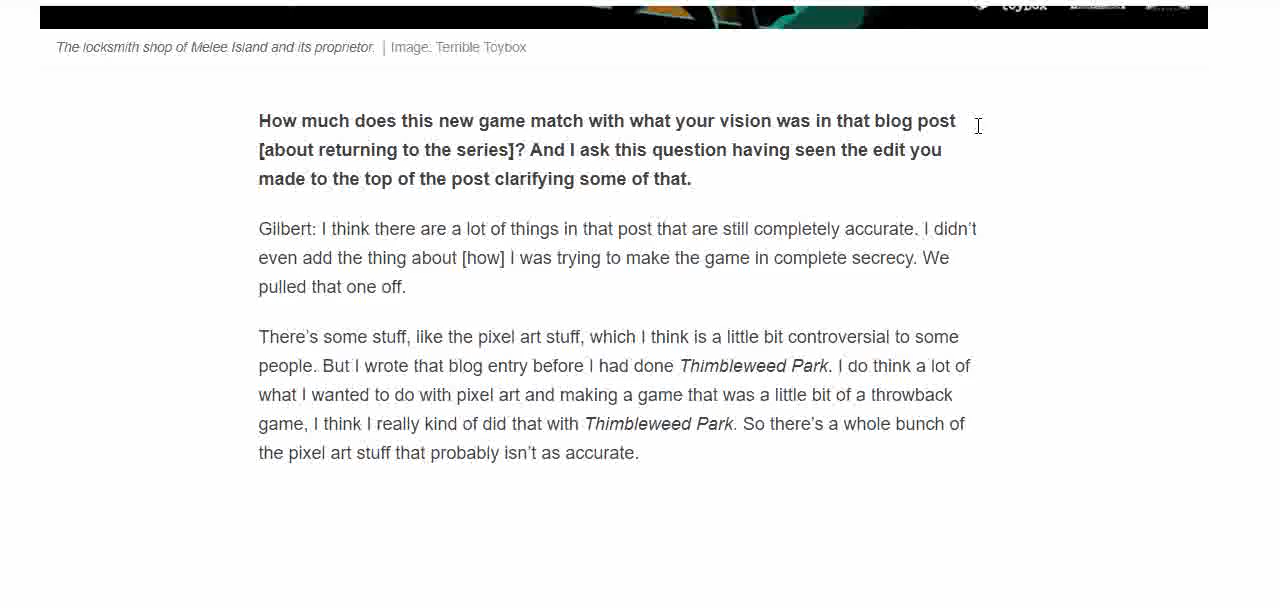 toybox
The locksmith shop of Melee Island and its proprietor. | Image: Terrible Toybox
How much does this new game match with what your vision was in that blog post
[about returning to the series]? And I ask this question having seen the edit you
made to the top of the post clarifying some of that.
Gilbert: I think there are a lot of things in that post that are still completely accurate. I didn’t
even add the thing about [how] I was trying to make the game in complete secrecy. We
pulled that one off.
There’s some stuff, like the pixel art stuff, which I think is a little bit controversial to some
people. But I wrote that blog entry before I had done Thimbleweed Park. I do think a lot of
what I wanted to do with pixel art and making a game that was a little bit of a throwback
game, I think I really kind of did that with Thimbleweed Park. So there’s a whole bunch of
the pixel art stuff that probably isn’t as accurate.